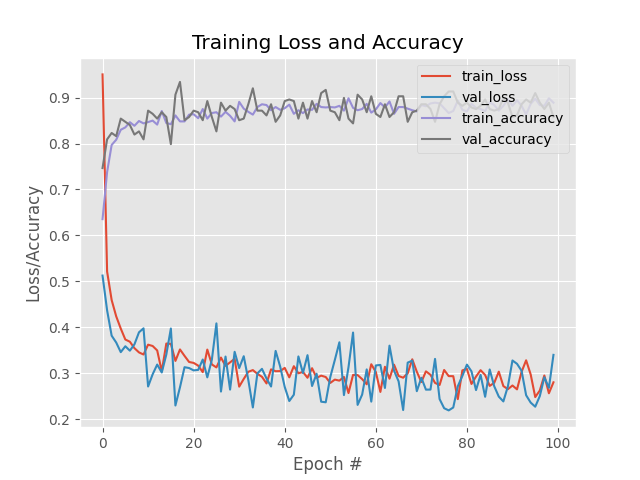 Training Loss and Accuracy
train_loss
val_loss
train_accuracy
val_accuracy
Loss/Accuracy
0.9
0.8
0.7
0.6
0.5
0.4
0.3
0.2
0
20
40
60
80
100
Epoch #